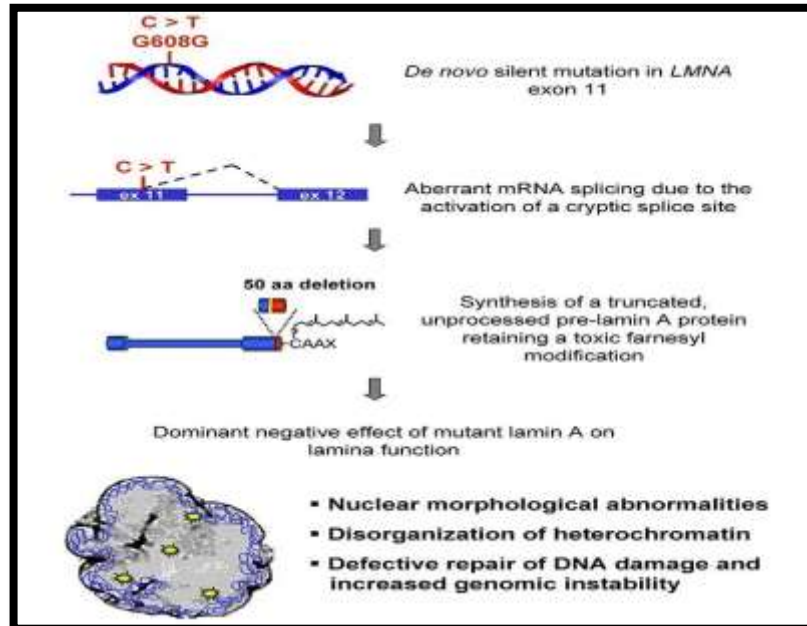 C > T
G608G
De novo silent mutation in LMNA
exon 11
C > T
ex 11
ex 12
Aberrant mRNA splicing due to the
activation of a cryptic splice site
50 aa deletion
S
CAAX
Synthesis of a truncated,
unprocessed pre-lamin A protein
retaining a toxic farnesyl
modification
Dominant negative effect of mutant lamin A on
lamina function
▪ Nuclear morphological abnormalities
▪ Disorganization of heterochromatin
▪ Defective repair of DNA damage and
increased genomic instability